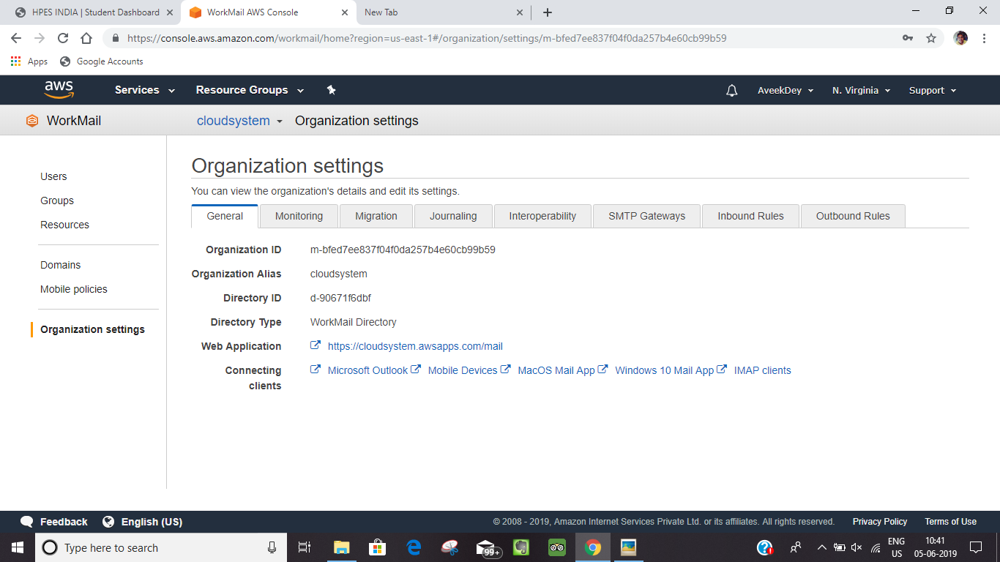 HPES INDIA | Student Dashboard
WorkMail AWS Console
New Tab
https://console.aws.amazon.com/workmail/home?region=us-east-1#/organization/settings/m-bfed7ee837f04f0da257b4e60cb99b59
Apps Google Accounts
aws Services Resource Groups AveekDey N. Virginia Support
WorkMail cloudsystem Organization settings
Users
Groups
Resources
Domains
Mobile policies
Organization settings
Organization settings
You can view the organization's details and edit its settings.
General Monitoring Migration Journaling Interoperability SMTP Gateways Inbound Rules Outbound Rules
Organization ID m-bfed7ee837f04f0da257b4e60cb99b59
Organization Alias cloudsystem
Directory ID d-90671f6dbf
Directory Type WorkMail Directory
Web Application https://cloudsystem.awsapps.com/mail
Connecting Microsoft Outlook Mobile Devices MacOS Mail App Windows 10 Mail App IMAP clients
clients
Feedback English (US) © 2008 - 2019, Amazon Internet Services Private Ltd. or its affiliates. All rights reserved. Privacy Policy Terms of Use
Type here to search
99+
ENG
US
10:41
05-06-2019